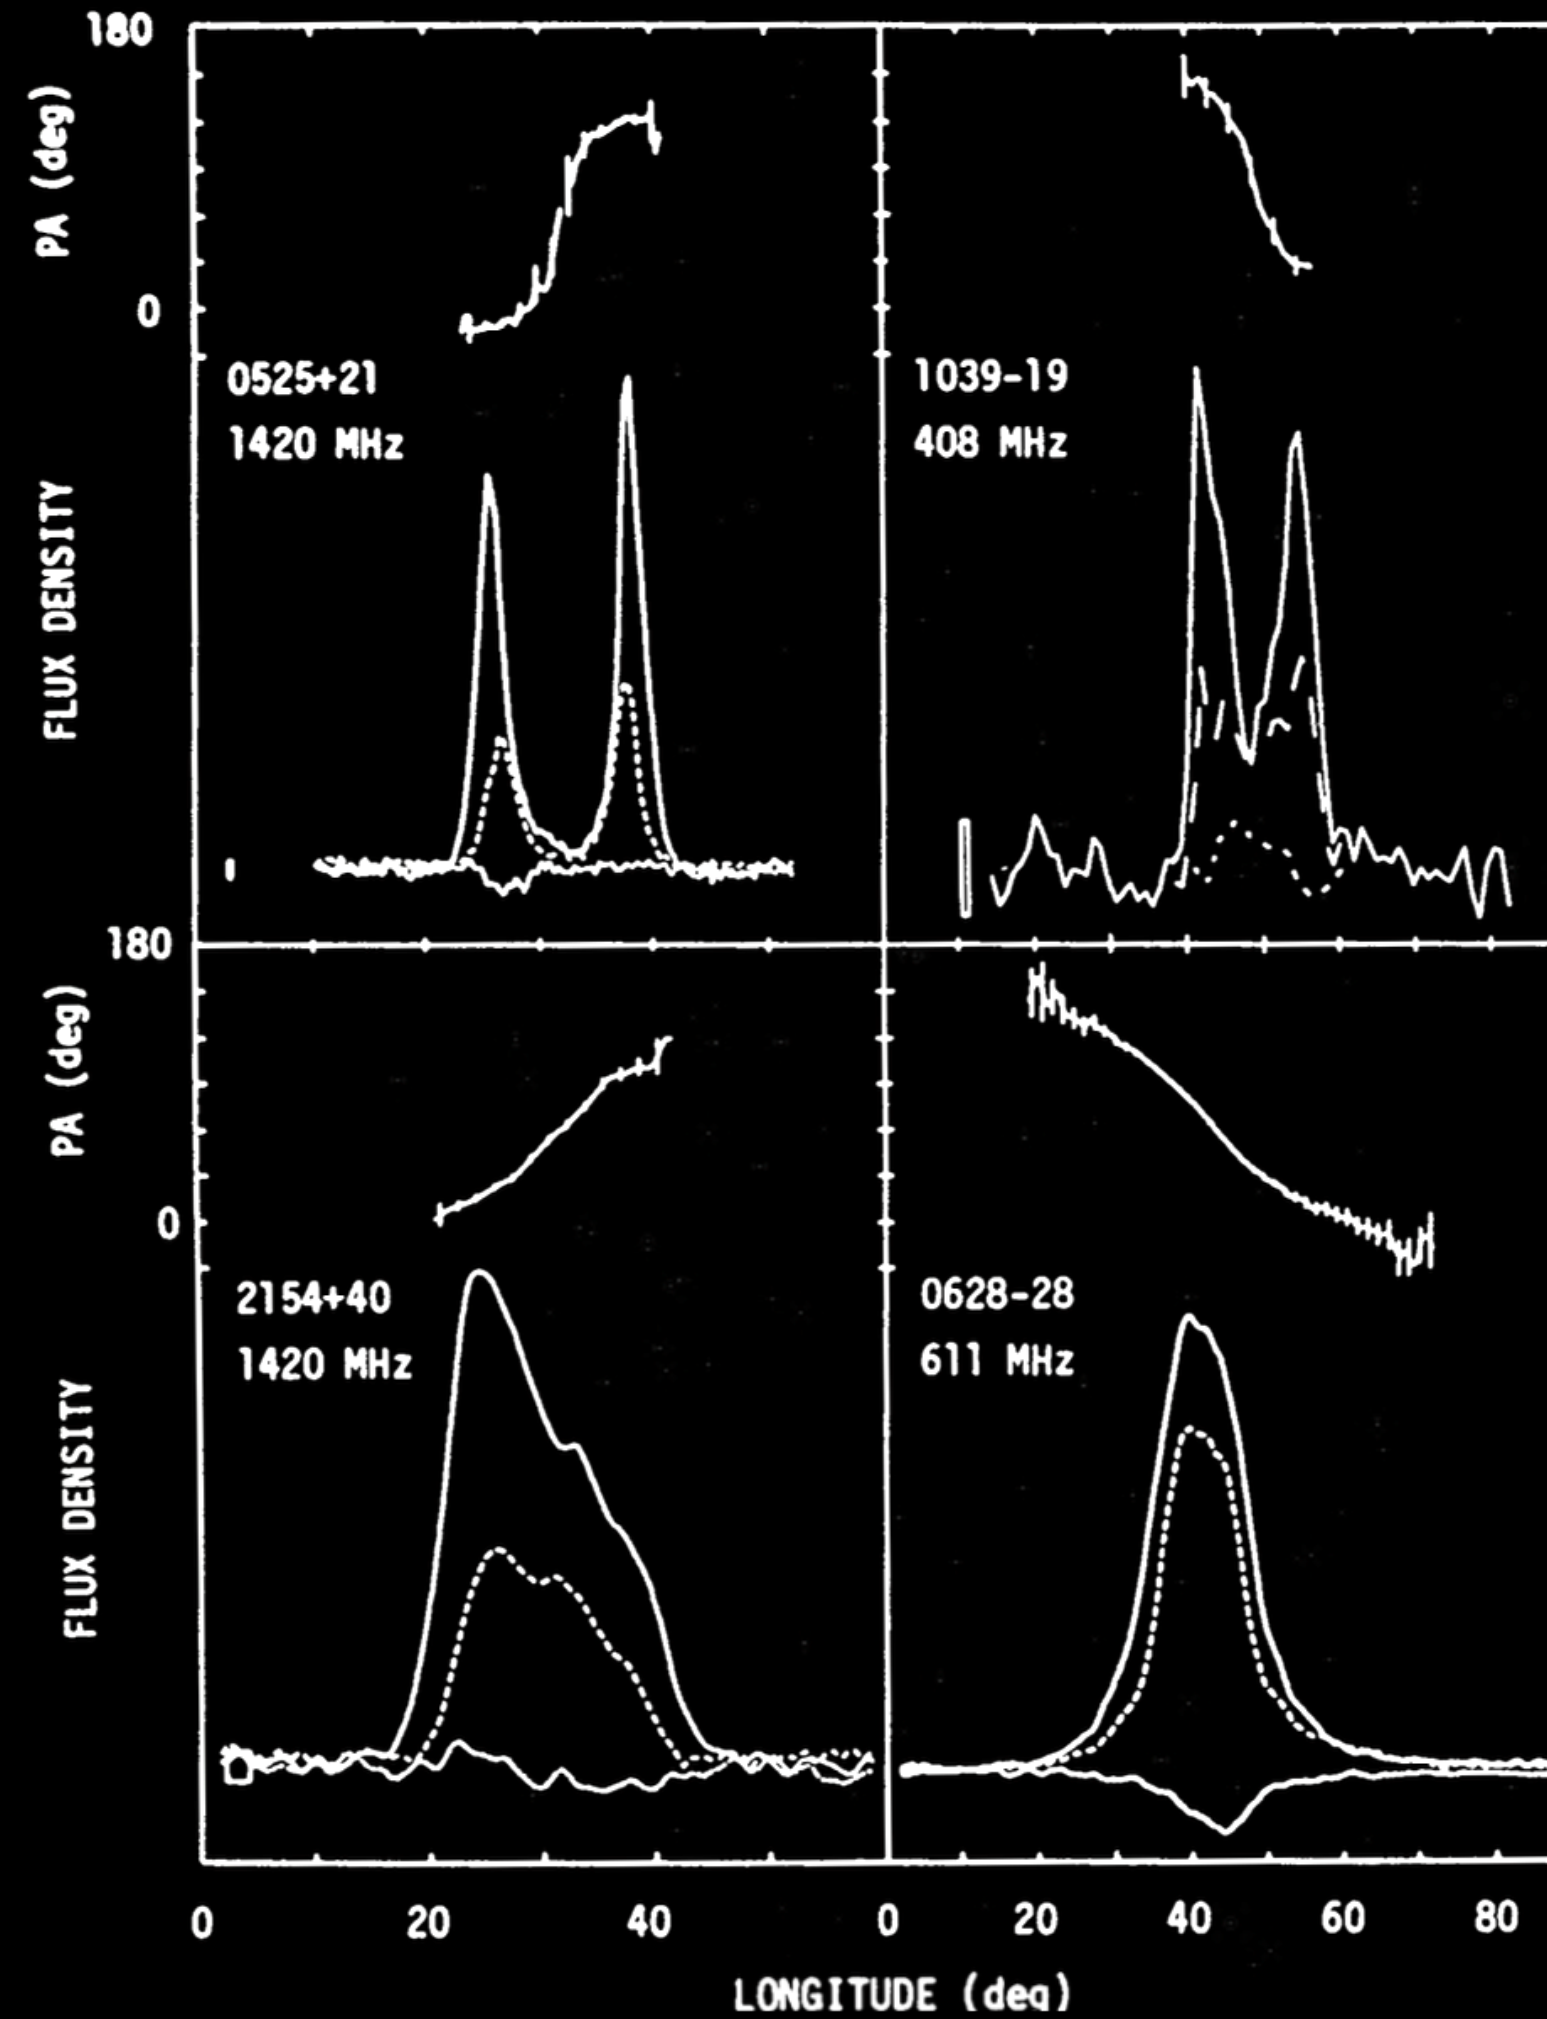 180
PA (deg)
0
0525+21
1420 MHz
1039-19
408 MHz
FLUX DENSITY
180
PA (deg)
0
2154+40
1420 MHz
0628-28
611 MHz
FLUX DENSITY
0 20 40 0 20 40 60 80
LONGITUDE (deg)